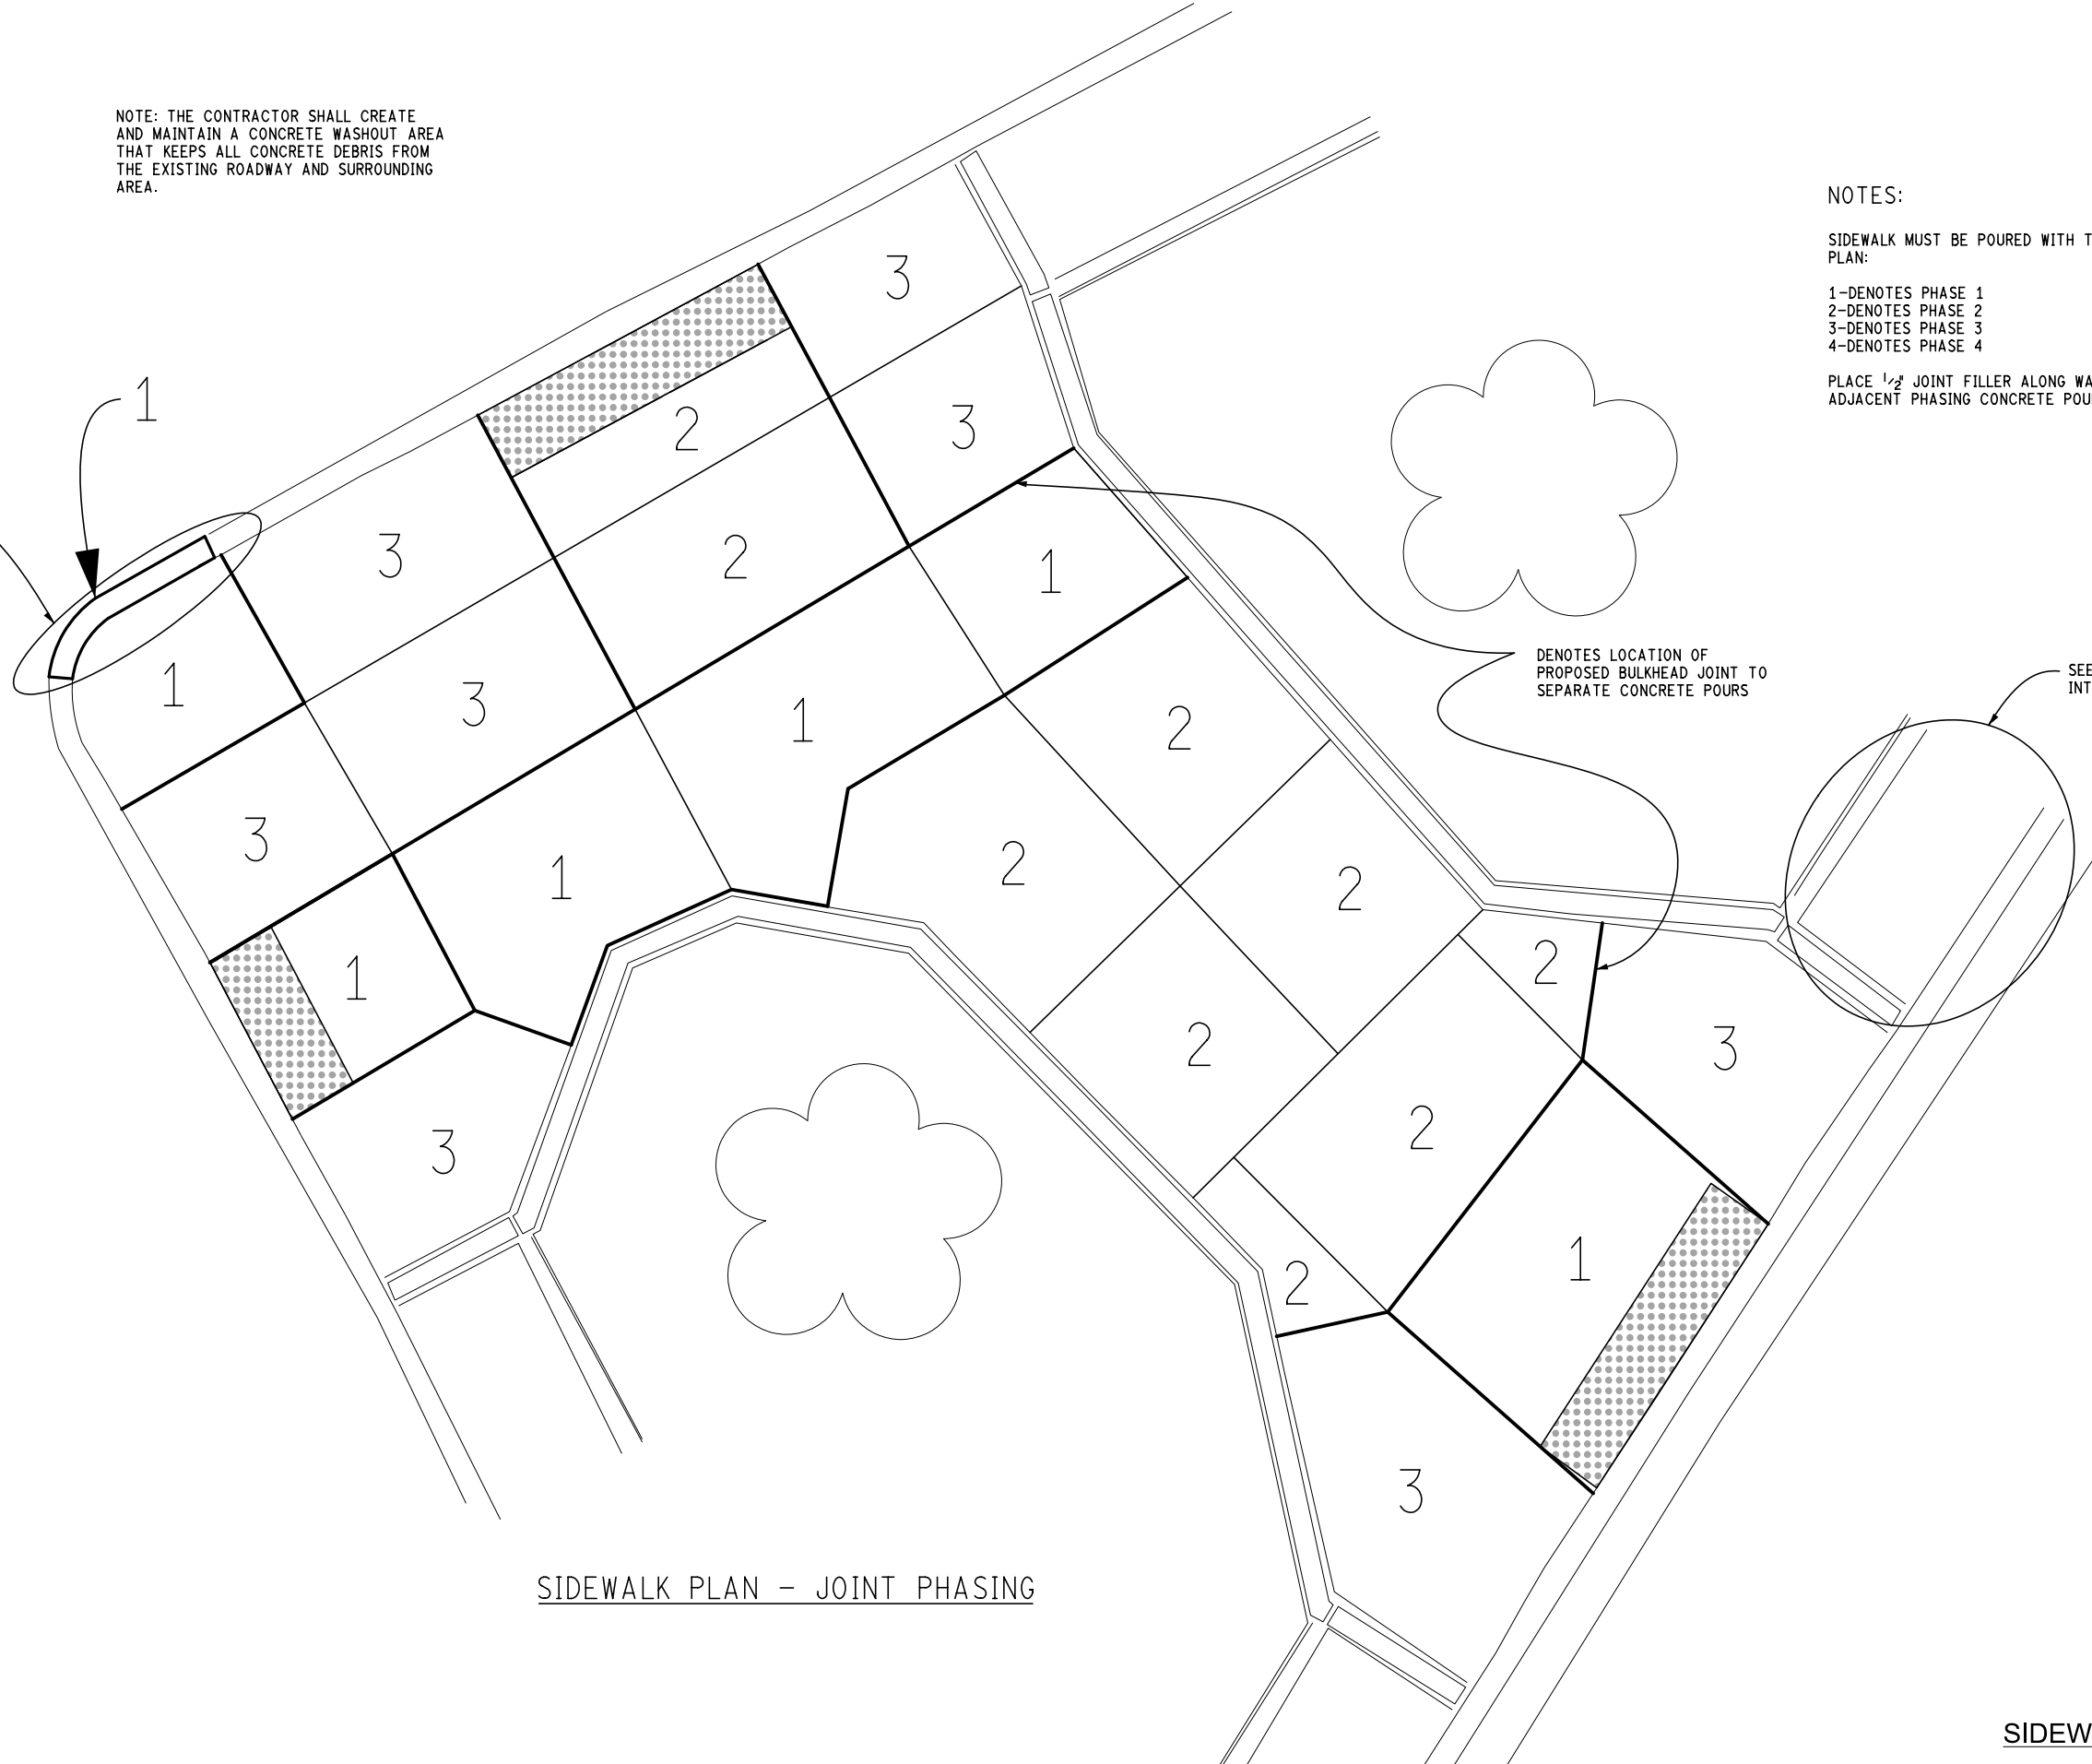 NOTE: THE CONTRACTOR SHALL CREATE
AND MAINTAIN A CONCRETE WASHOUT AREA
THAT KEEPS ALL CONCRETE DEBRIS FROM
THE EXISTING ROADWAY AND SURROUNDING
AREA.
NOTES:
SIDEWALK MUST BE POURED WITH T
PLAN:
1-DENOTES PHASE 1
2-DENOTES PHASE 2
3-DENOTES PHASE 3
4-DENOTES PHASE 4
PLACE 1/2" JOINT FILLER ALONG WA
ADJACENT PHASING CONCRETE POU
3
1
2
3
3
2
1
1
3
1
2
DENOTES LOCATION OF
PROPOSED BULKHEAD JOINT TO
SEPARATE CONCRETE POURS
SEE
INT
3
1
2
2
2
1
2
3
3
2
1
2
3
SIDEWALK PLAN - JOINT PHASING
SIDEW